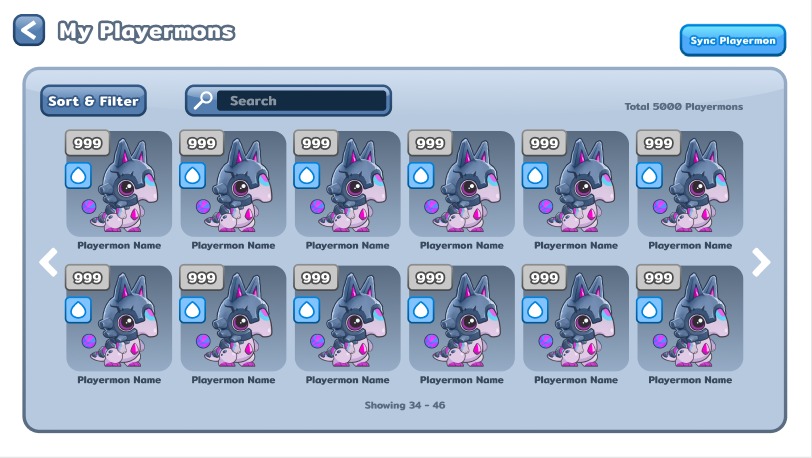 My Playermons
Sync Playermon
Sort & Filter
Search
Total 5000 Playermons
999 999 999 999 999 999
Playermon Name Playermon Name Playermon Name Playermon Name Playermon Name Playermon Name
999 999 999 999 999 999
Playermon Name Playermon Name Playermon Name Playermon Name Playermon Name Playermon Name
Showing 34 - 46